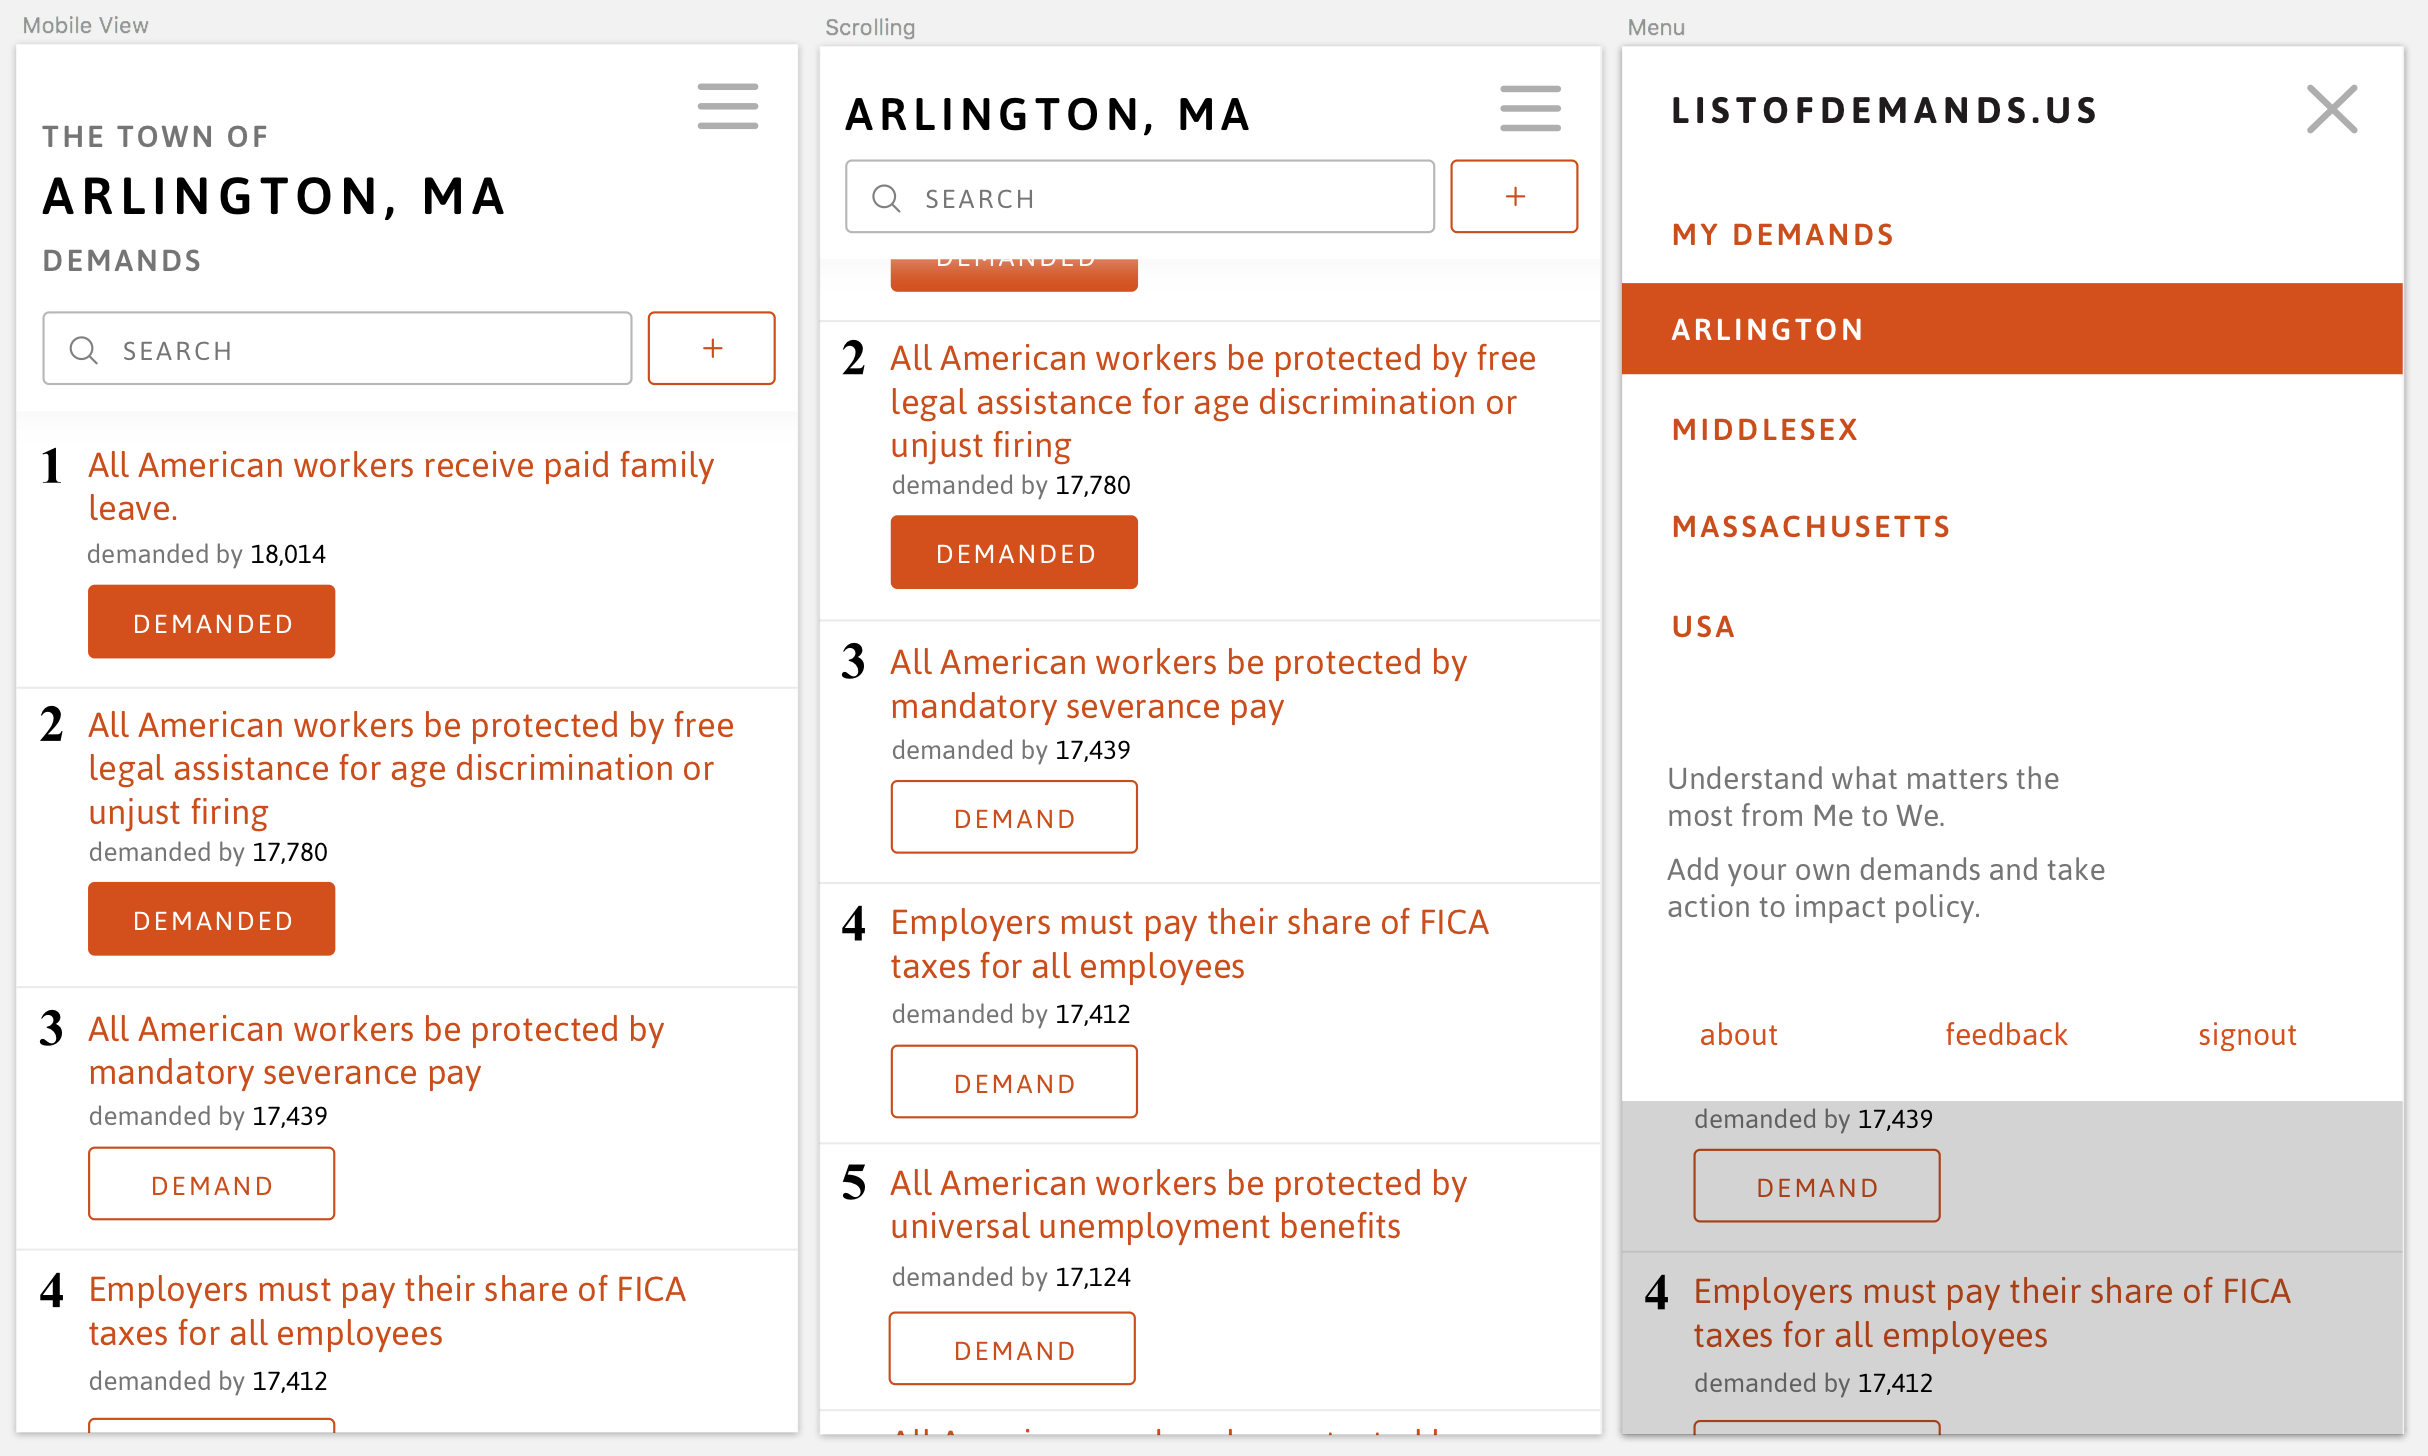 Mobile View
THE TOWN OF
ARLINGTON, MA
DEMANDS
SEARCH
+
1 All American workers receive paid family
leave.
demanded by 18,014
DEMANDED
2 All American workers be protected by free
legal assistance for age discrimination or
unjust firing
demanded by 17,780
DEMANDED
3 All American workers be protected by
mandatory severance pay
demanded by 17,439
DEMAND
4 Employers must pay their share of FICA
taxes for all employees
demanded by 17,412
Scrolling
ARLINGTON, MA
SEARCH
+
DEMANDED
2 All American workers be protected by free
legal assistance for age discrimination or
unjust firing
demanded by 17,780
DEMANDED
3 All American workers be protected by
mandatory severance pay
demanded by 17,439
DEMAND
4 Employers must pay their share of FICA
taxes for all employees
demanded by 17,412
DEMAND
5 All American workers be protected by
universal unemployment benefits
demanded by 17,124
DEMAND
Menu
LISTOFDEMANDS.US
MY DEMANDS
ARLINGTON
MIDDLESEX
MASSACHUSETTS
USA
Understand what matters the
most from Me to We.
Add your own demands and take
action to impact policy.
about feedback signout
demanded by 17,439
DEMAND
4 Employers must pay their share of FICA
taxes for all employees
demanded by 17,412